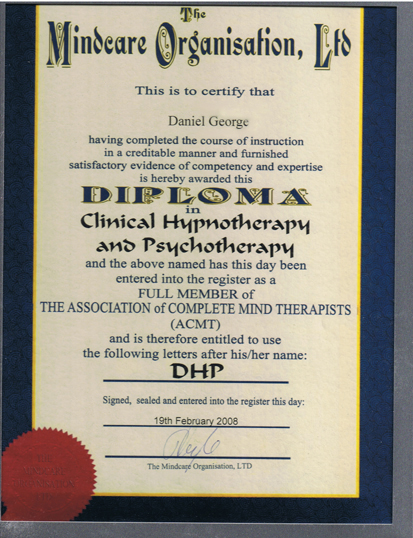 The
Mindcare Organisation, Ltd
This is to certify that
Daniel George
having completed the course of instruction
in a creditable manner and furnished
satisfactory evidence of competency and expertise
is hereby awarded this
DIPLOMA
in
Clinical Hypnotherapy
and Psychotherapy
and the above named has this day been
entered into the register as a
FULL MEMBER of
THE ASSOCIATION of COMPLETE MIND THERAPISTS
(ACMT)
and is therefore entitled to use
the following letters after his/her name:
DHP
Signed, sealed and entered into the register this day:
19th February 2008
The Mindcare Organisation, LTD
THE
MINDCARE
ORGANISATION